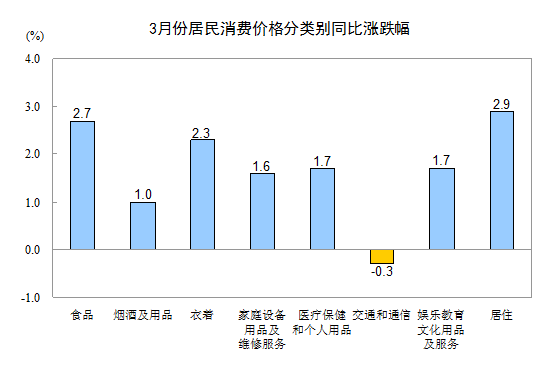 3月份居民消费价格分类别同比涨跌幅
(%)
4.0
3.0
2.0
1.0
0.0
-1.0
2.7
1.0
2.3
1.6
1.7
-0.3
1.7
2.9
食品
烟酒及用品
衣着
家庭设备
用品及
维修服务
医疗保健
和个人用品
交通和通信
娱乐教育
文化用品
及服务
居住